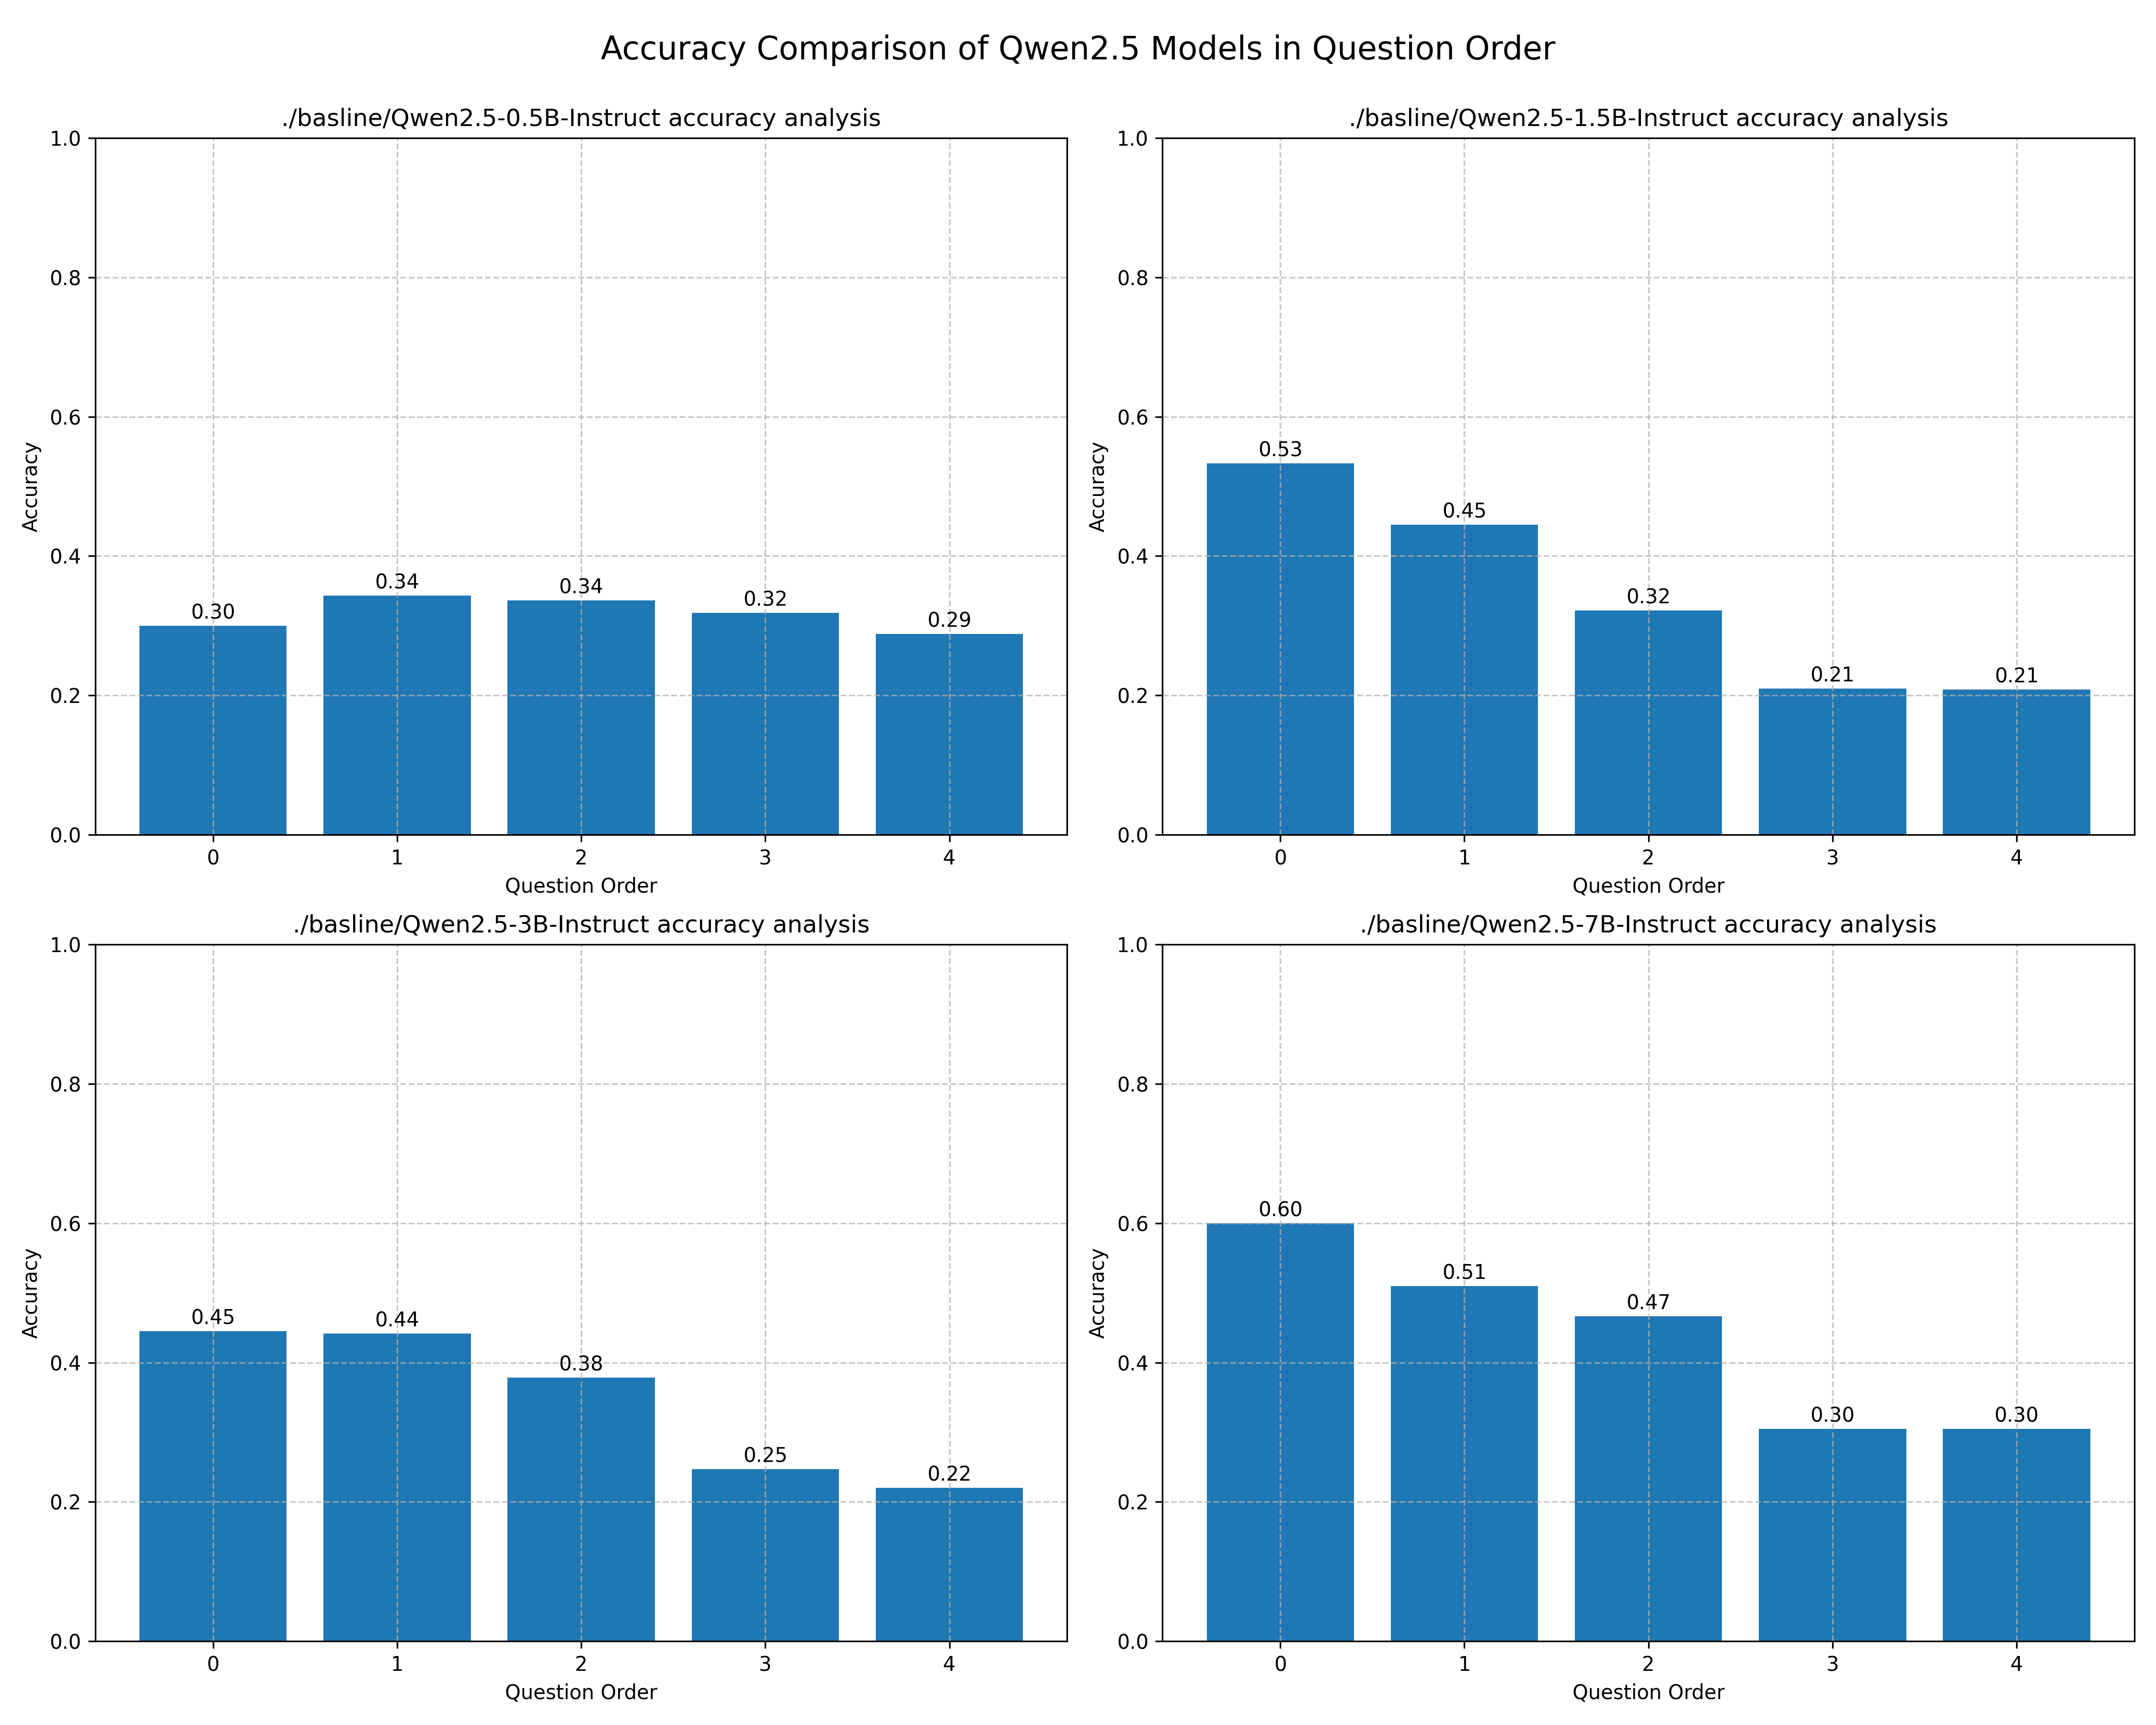 Accuracy Comparison of Qwen2.5 Models in Question Order
./basline/Qwen2.5-0.5B-Instruct accuracy analysis
1.0
0.8
0.6
0.4
0.2
0.0
Accuracy
0.30
0.34
0.34
0.32
0.29
0 1 2 3 4
Question Order
./basline/Qwen2.5-1.5B-Instruct accuracy analysis
1.0
0.8
0.6
0.4
0.2
0.0
Accuracy
0.53
0.45
0.32
0.21
0.21
0 1 2 3 4
Question Order
./basline/Qwen2.5-3B-Instruct accuracy analysis
1.0
0.8
0.6
0.4
0.2
0.0
Accuracy
0.45
0.44
0.38
0.25
0.22
0 1 2 3 4
Question Order
./basline/Qwen2.5-7B-Instruct accuracy analysis
1.0
0.8
0.6
0.4
0.2
0.0
Accuracy
0.60
0.51
0.47
0.30
0.30
0 1 2 3 4
Question Order